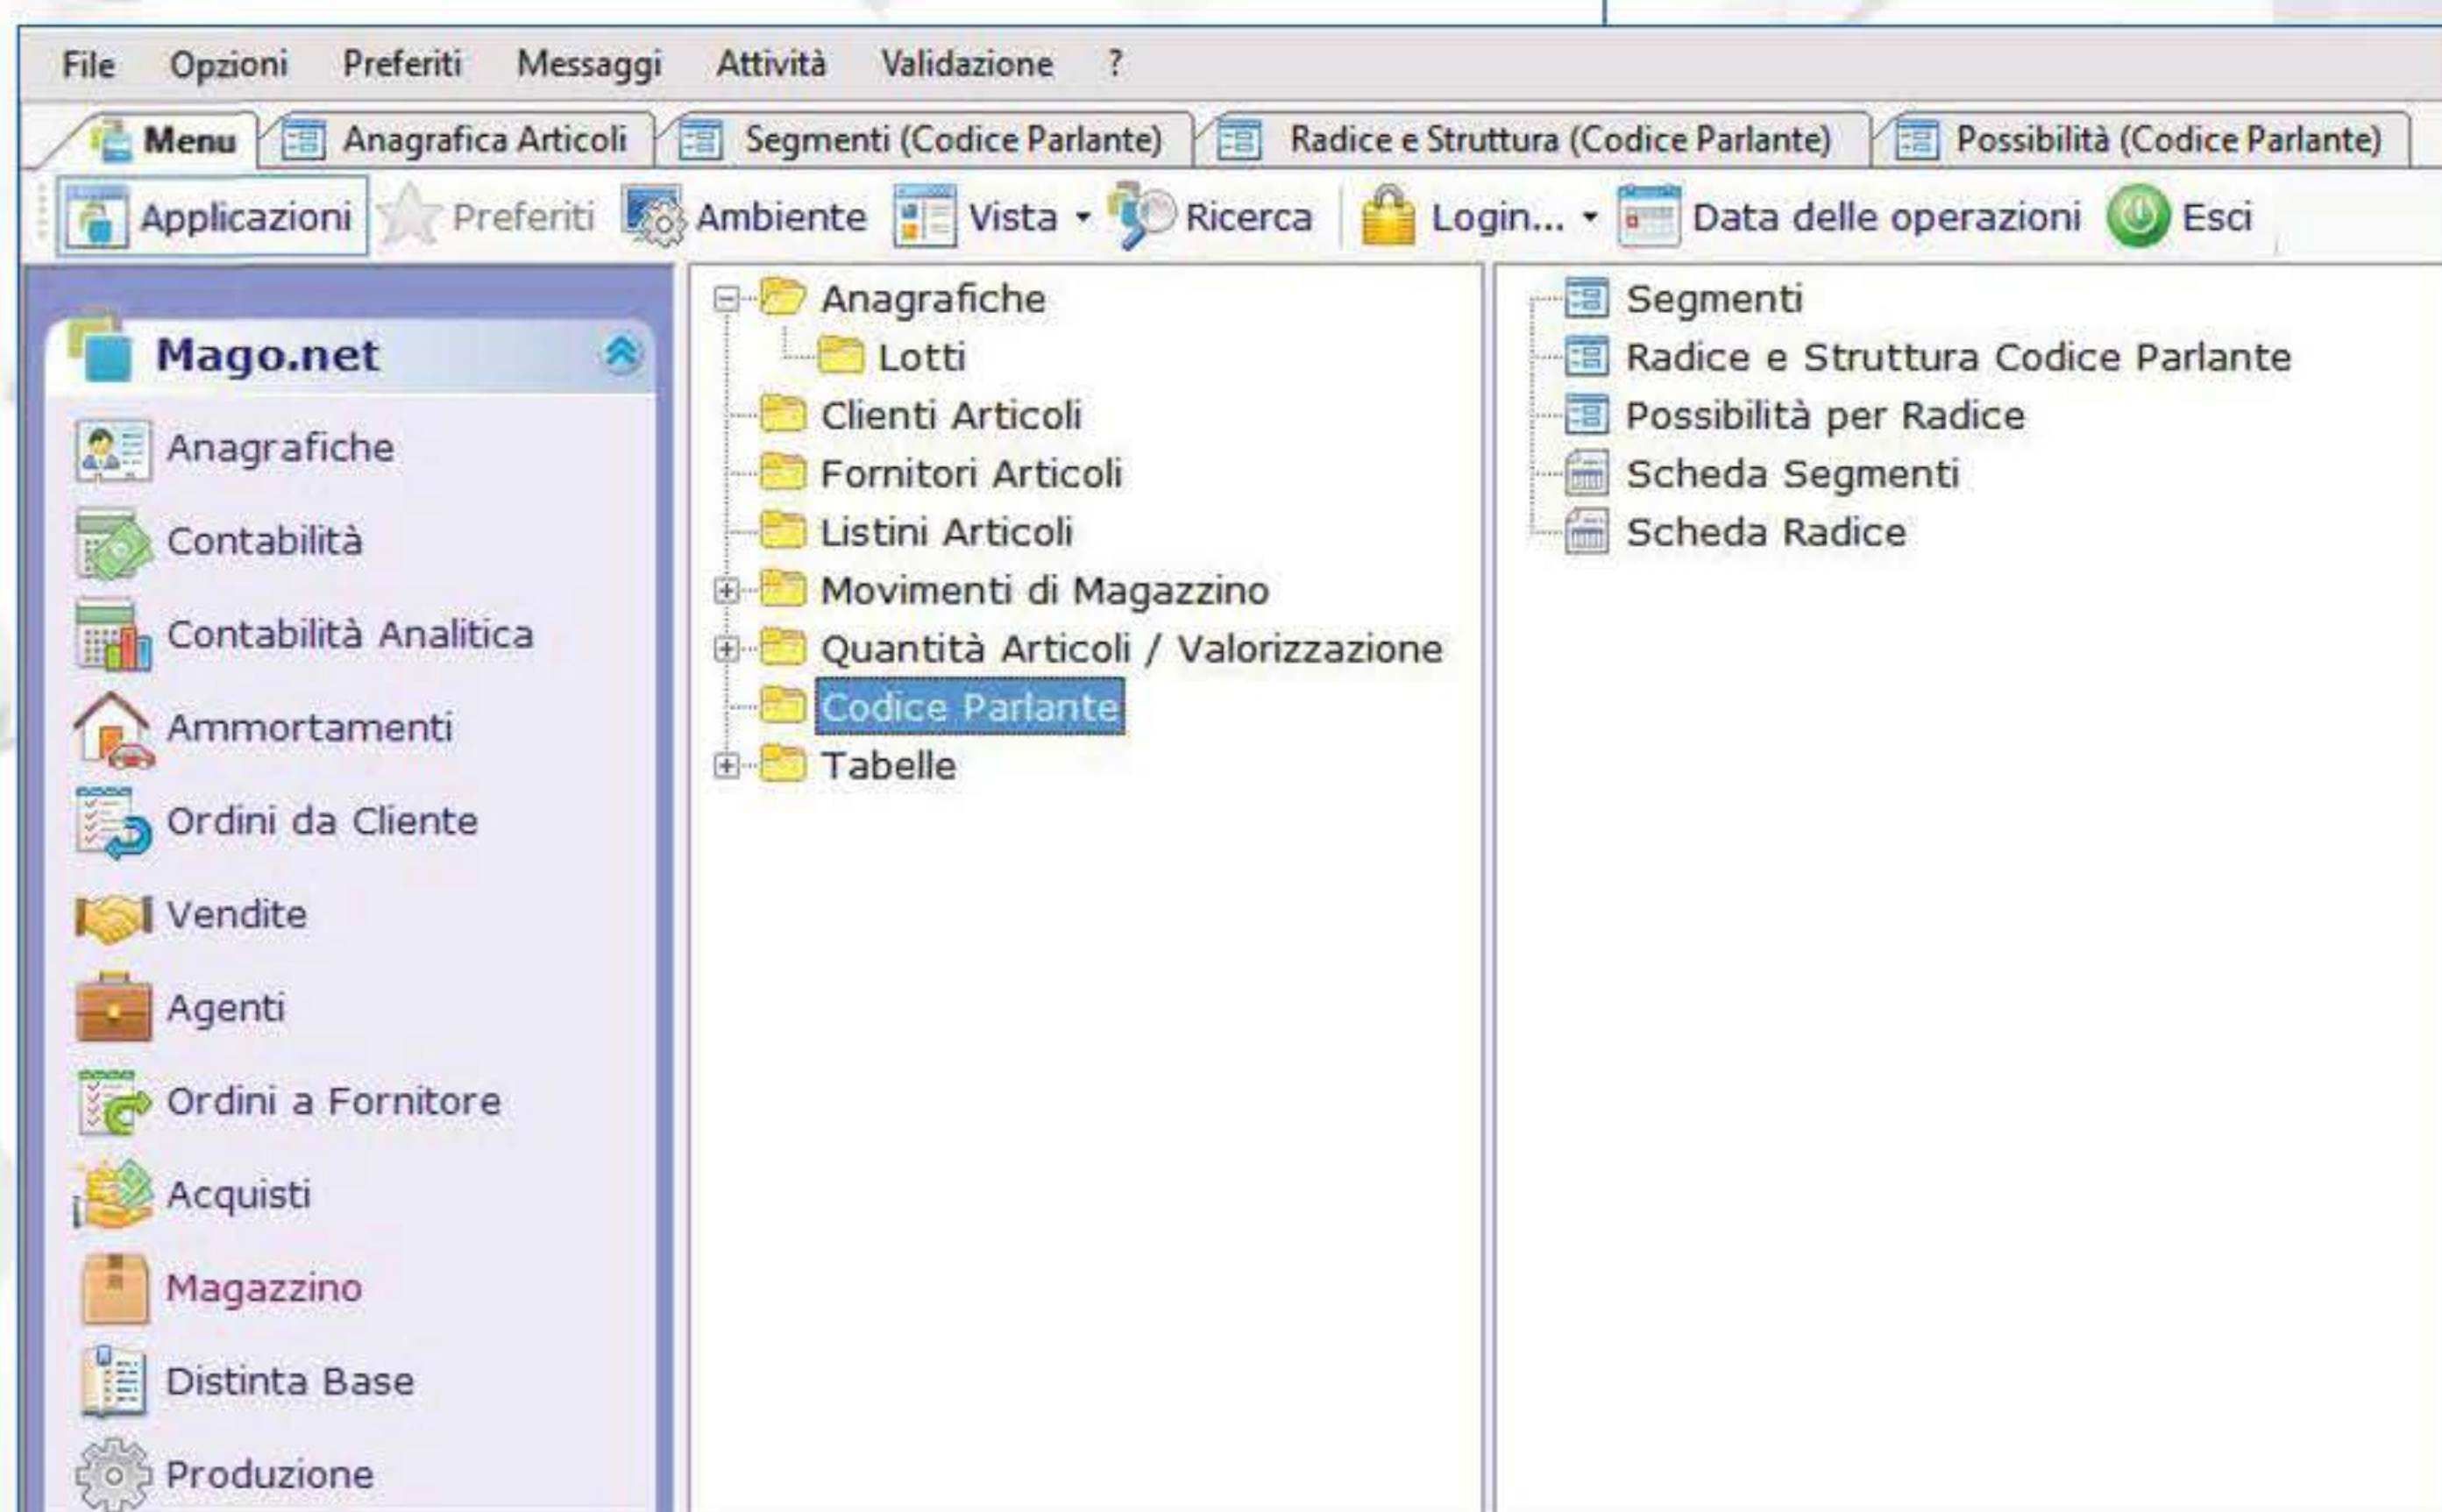 File Opzioni Preferiti Messaggi Attività Validazione ?
Menu Anagrafica Articoli Segmenti (Codice Parlante) Radice e Struttura (Codice Parlante) Possibilità (Codice Parlante)
Applicazioni Preferiti Ambiente Vista Ricerca Login... Data delle operazioni Esci
Mago.net
Anagrafiche
Contabilità
Contabilità Analitica
Ammortamenti
Ordini da Cliente
Vendite
Agenti
Ordini a Fornitore
Acquisti
Magazzino
Distinta Base
Produzione
Anagrafiche
Lotti
Clienti Articoli
Fornitori Articoli
Listini Articoli
Movimenti di Magazzino
Quantità Articoli / Valorizzazione
Codice Parlante
Tabelle
Segmenti
Radice e Struttura Codice Parlante
Possibilità per Radice
Scheda Segmenti
Scheda Radice